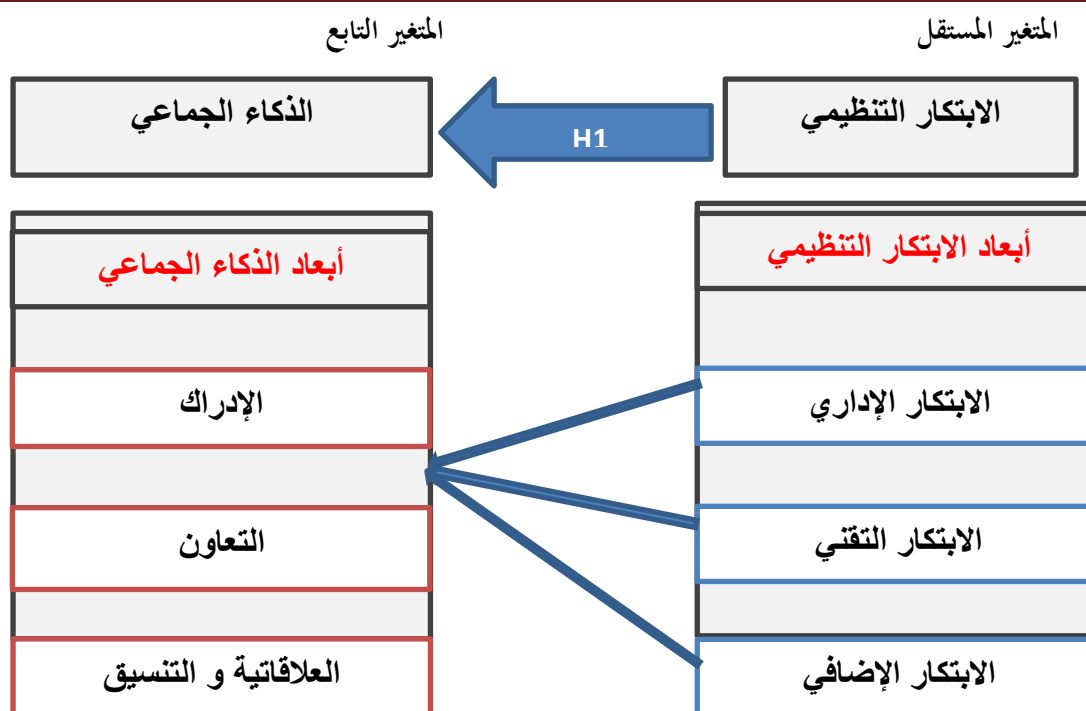 المتغير المستقل
المتغير التابع
الابتكار التنظيمي
H1
الذكاء الجماعي
أبعاد الابتكار التنظيمي
أبعاد الذكاء الجماعي
الابتكار الإداري
الإدراك
الابتكار التقني
التعاون
الابتكار الإضافي
العلاقاتية و التنسيق